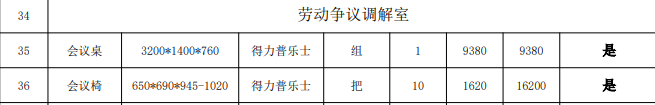 34 劳动争议调解室
35 会议桌 3200*1400*760 得力普乐士 组 1 9380 9380 是
36 会议椅 650*690*945-1020 得力普乐士 把 10 1620 16200 是